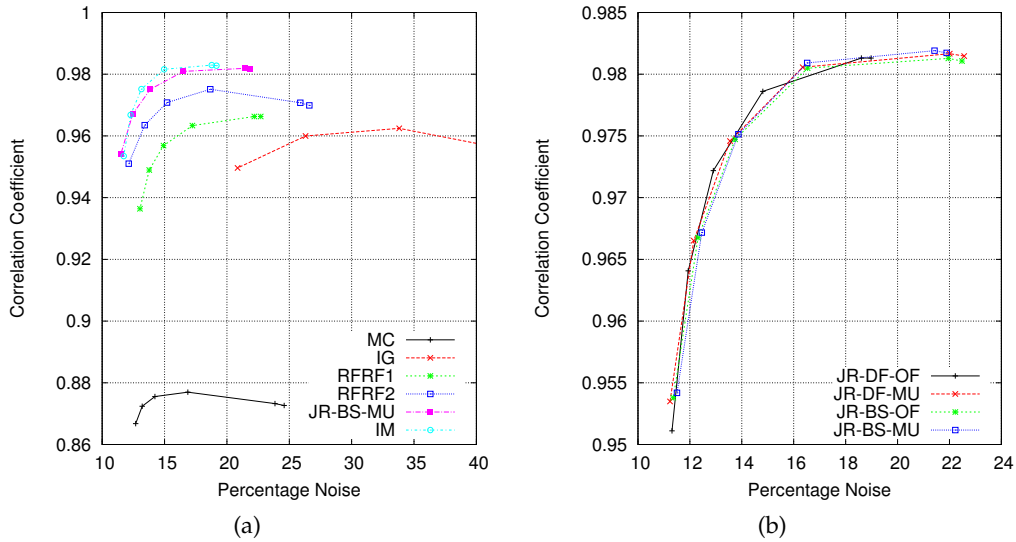 1
0.98
0.96
0.94
0.92
0.9
0.88
0.86
Correlation Coefficient
10 15 20 25 30 35 40
Percentage Noise
MC
IG
RFRF1
RFRF2
JR-BS-MU
IM
(a)
0.985
0.98
0.975
0.97
0.965
0.96
0.955
0.95
Correlation Coefficient
10 12 14 16 18 20 22 24
Percentage Noise
JR-DF-OF
JR-DF-MU
JR-BS-OF
JR-BS-MU
(b)